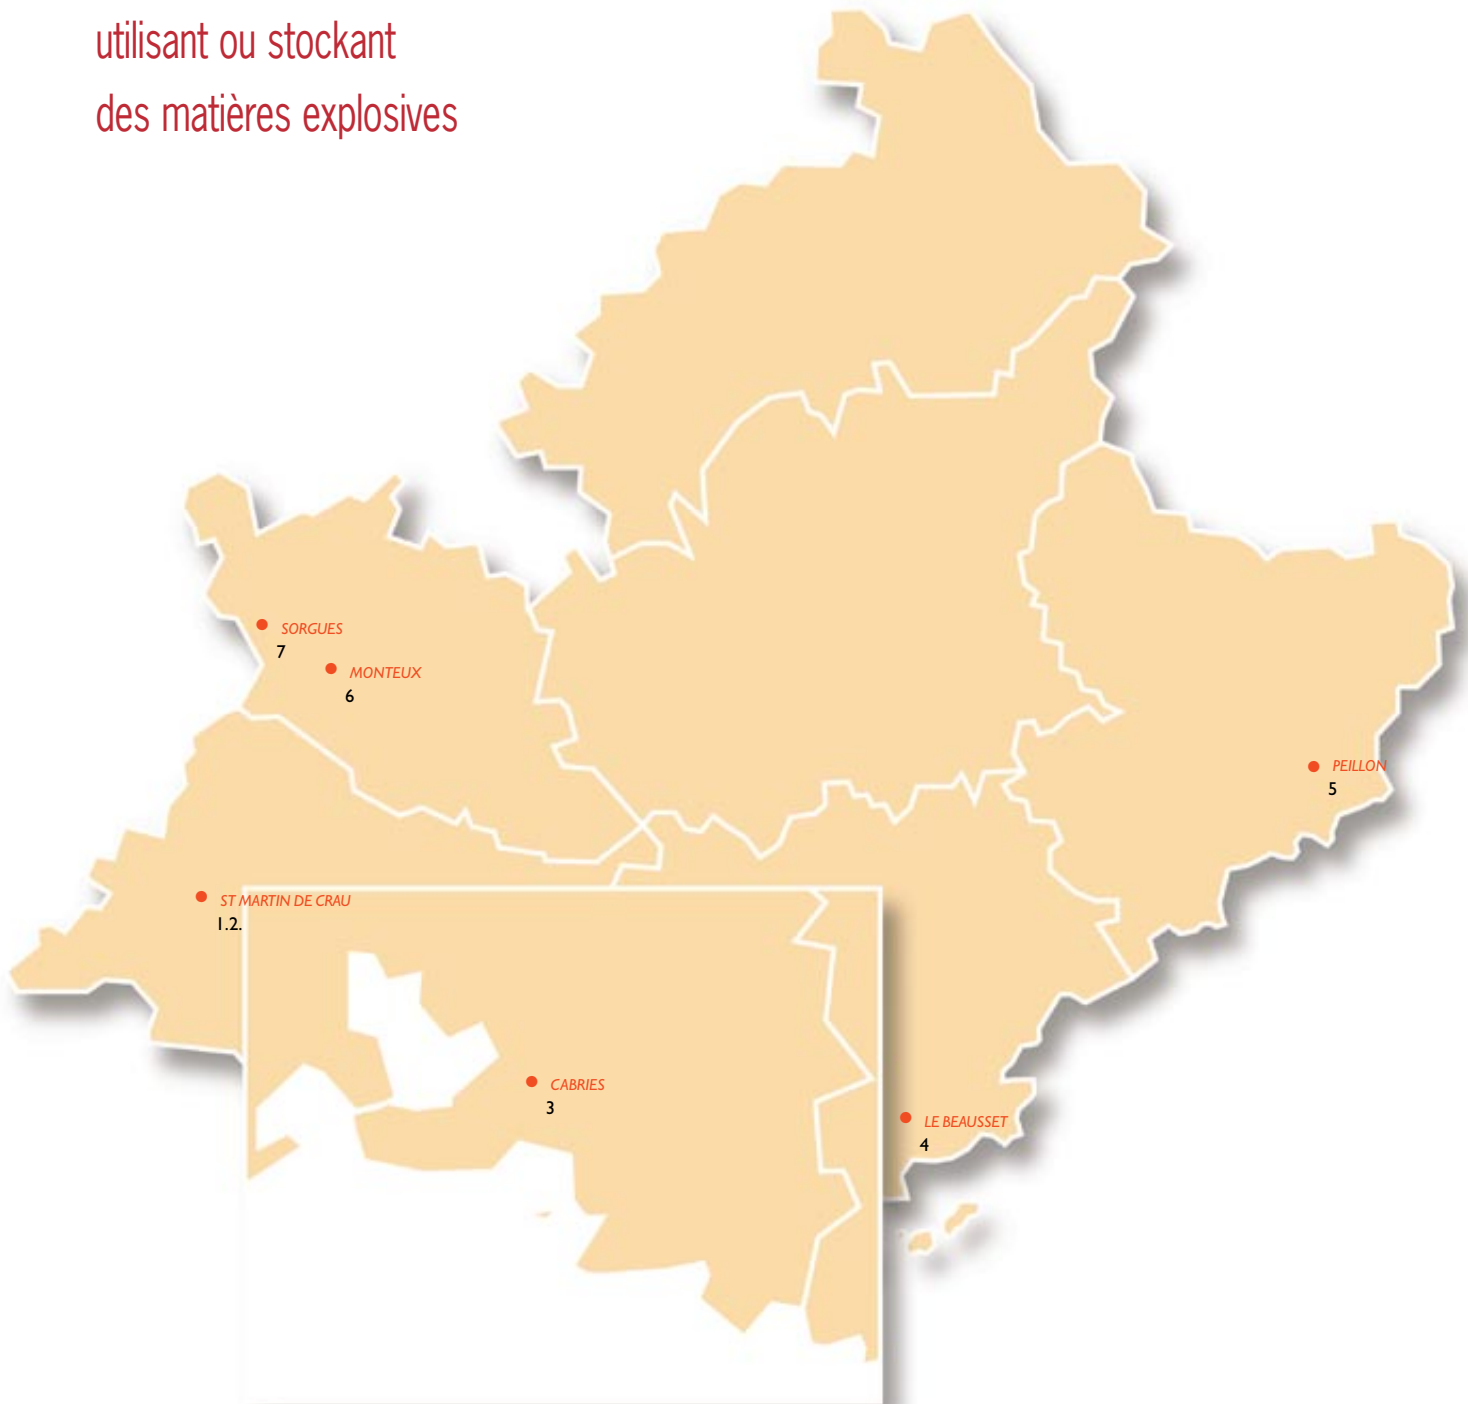 utilisant ou stockant
des matières explosives
SORGUES
7
MONTEUX
6
PEILLON
5
ST MARTIN DE CRAU
1.2.
CABRIES
3
LE BEAUSSET
4